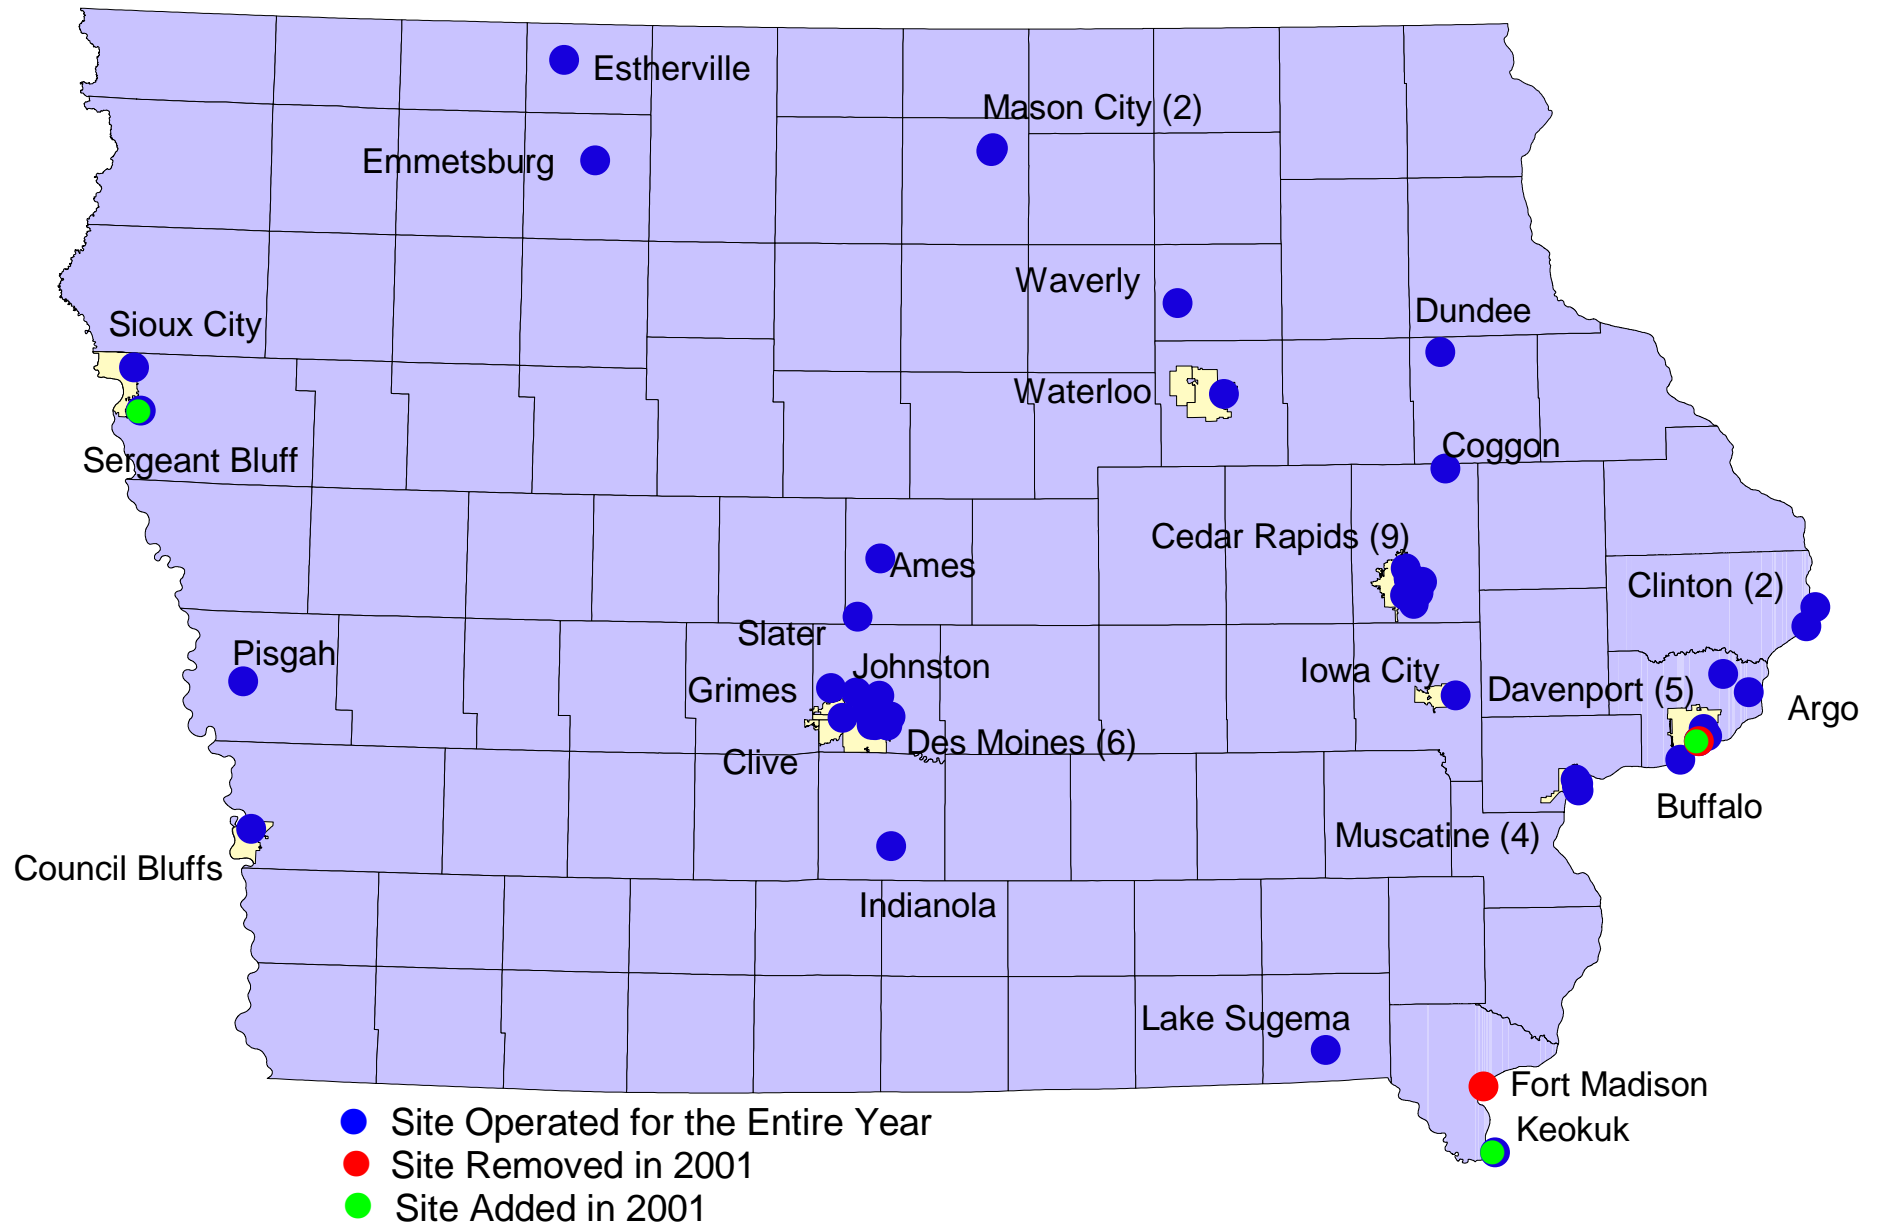 Estherville
Mason City (2)
Emmetsburg
Waverly
Dundee
Sioux City
Waterloo
Coggon
Sergeant Bluff
Cedar Rapids (9)
Ames
Clinton (2)
Slater
Pisgah
Johnston
Iowa City
Grimes
Davenport (5)
Argo
Des Moines (6)
Clive
Buffalo
Muscatine (4)
Council Bluffs
Indianola
Lake Sugema
Fort Madison
Keokuk
Site Operated for the Entire Year
Site Removed in 2001
Site Added in 2001